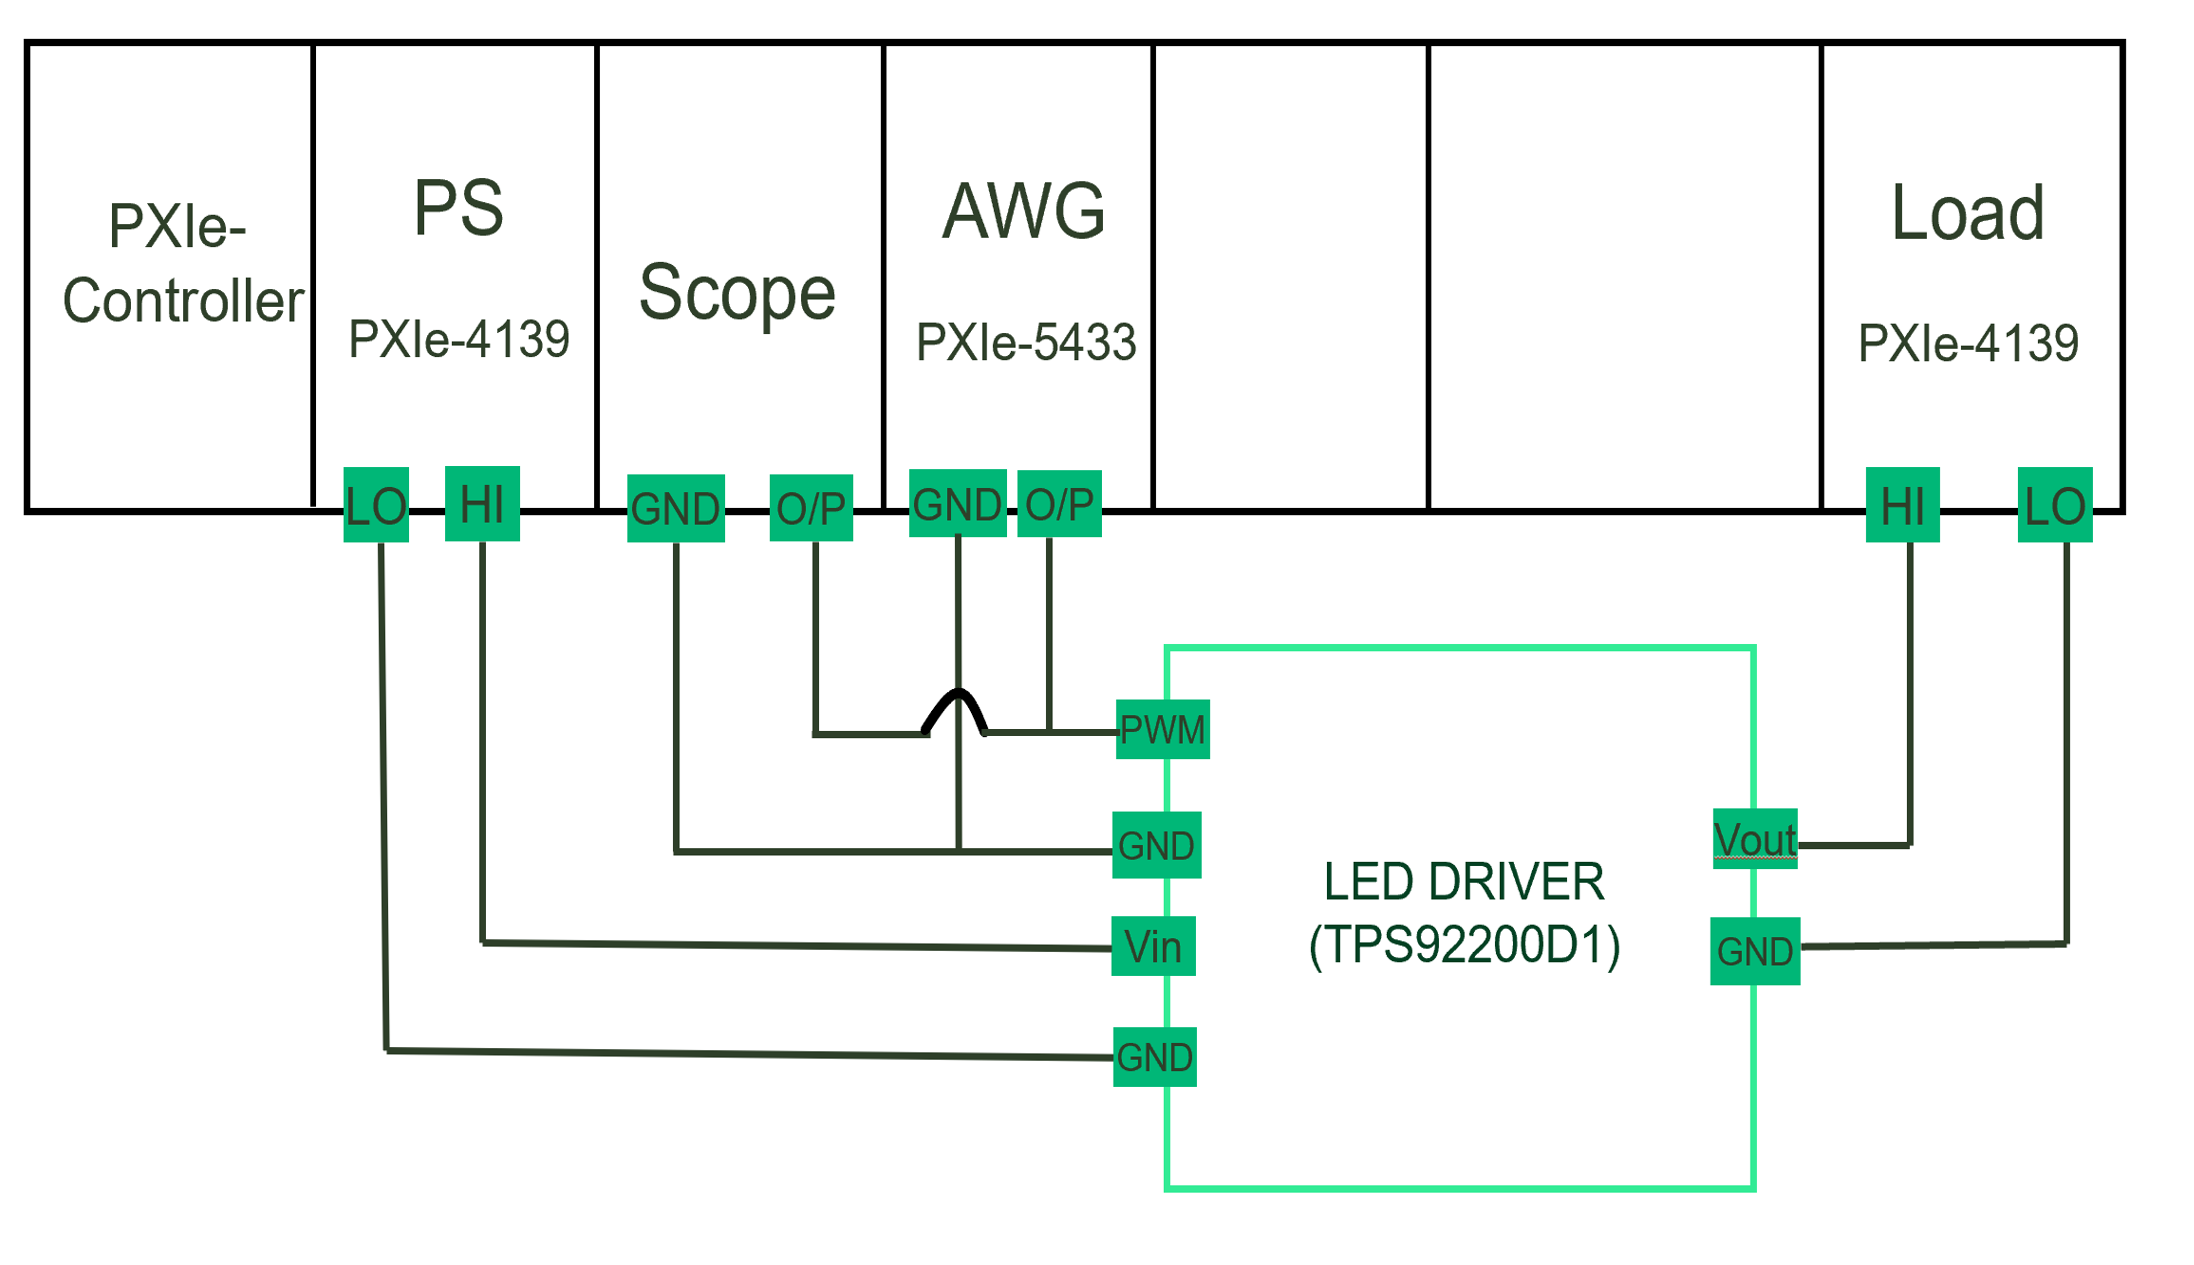 PXIe-
Controller
PS
PXIe-4139
Scope
AWG
PXIe-5433
Load
PXIe-4139
LO
HI
GND
O/P
GND
O/P
HI
LO
PWM
GND
Vin
GND
LED DRIVER
(TPS92200D1)
Vout
GND